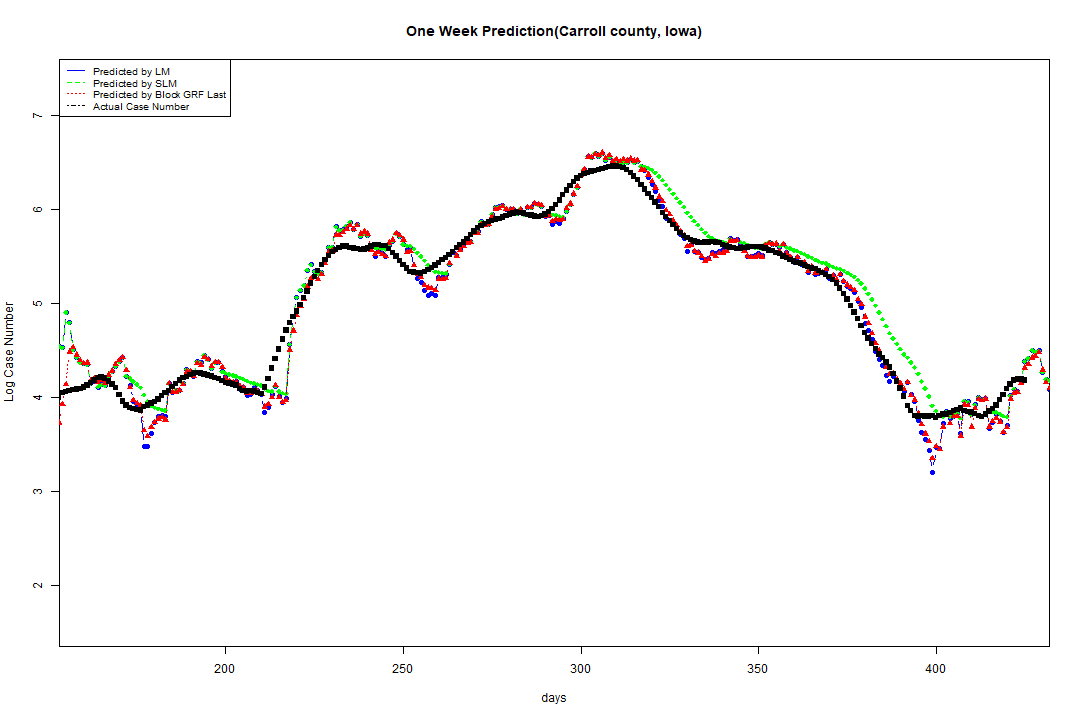 One Week Prediction(Carroll county, Iowa)
Predicted by LM
Predicted by SLM
Predicted by Block GRF Last
Actual Case Number
Log Case Number
7
6
5
4
3
2
200 250 300 350 400
days